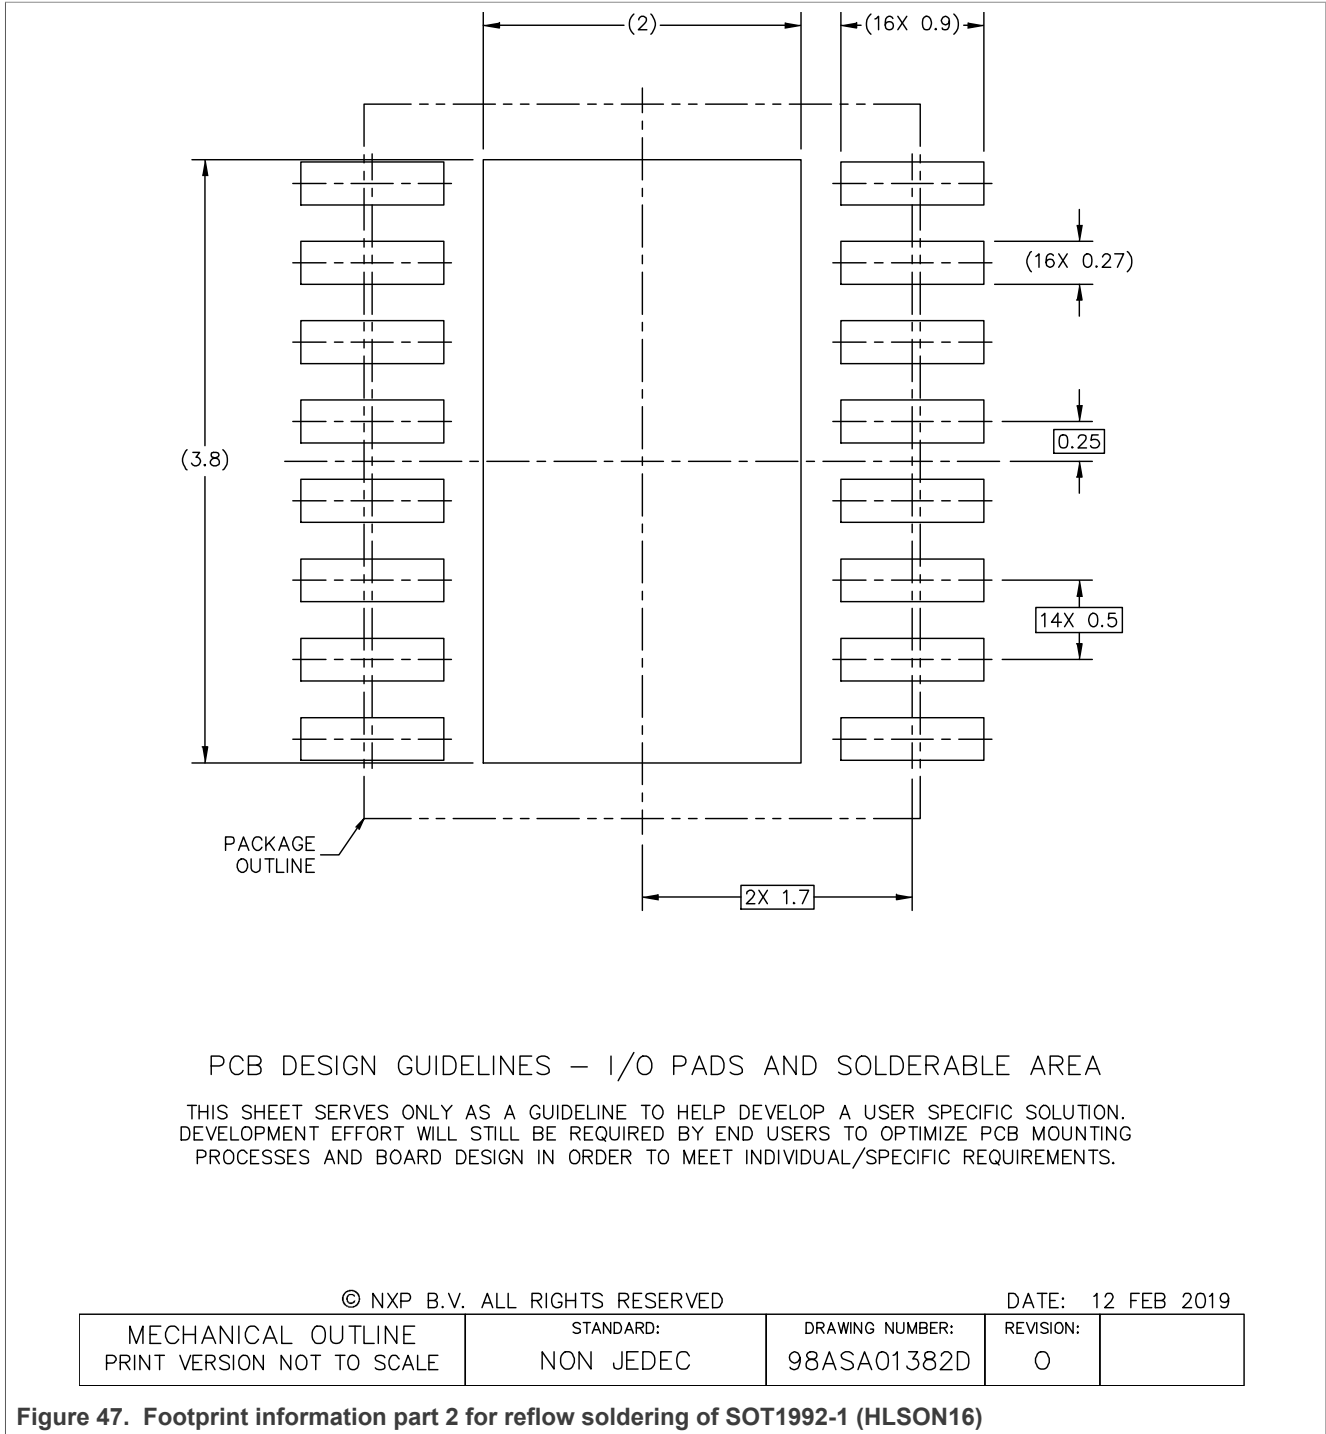 (2)
(16X 0.9)
(16X 0.27)
0.25
(3.8)
14X 0.5
PACKAGE
OUTLINE
2X 1.7
PCB DESIGN GUIDELINES – I/O PADS AND SOLDERABLE AREA
THIS SHEET SERVES ONLY AS A GUIDELINE TO HELP DEVELOP A USER SPECIFIC SOLUTION.
DEVELOPMENT EFFORT WILL STILL BE REQUIRED BY END USERS TO OPTIMIZE PCB MOUNTING
PROCESSES AND BOARD DESIGN IN ORDER TO MEET INDIVIDUAL/SPECIFIC REQUIREMENTS.
© NXP B.V. ALL RIGHTS RESERVED
DATE: 12 FEB 2019
MECHANICAL OUTLINE
PRINT VERSION NOT TO SCALE
STANDARD:
NON JEDEC
DRAWING NUMBER:
98ASA01382D
REVISION:
O
Figure 47. Footprint information part 2 for reflow soldering of SOT1992-1 (HLSON16)